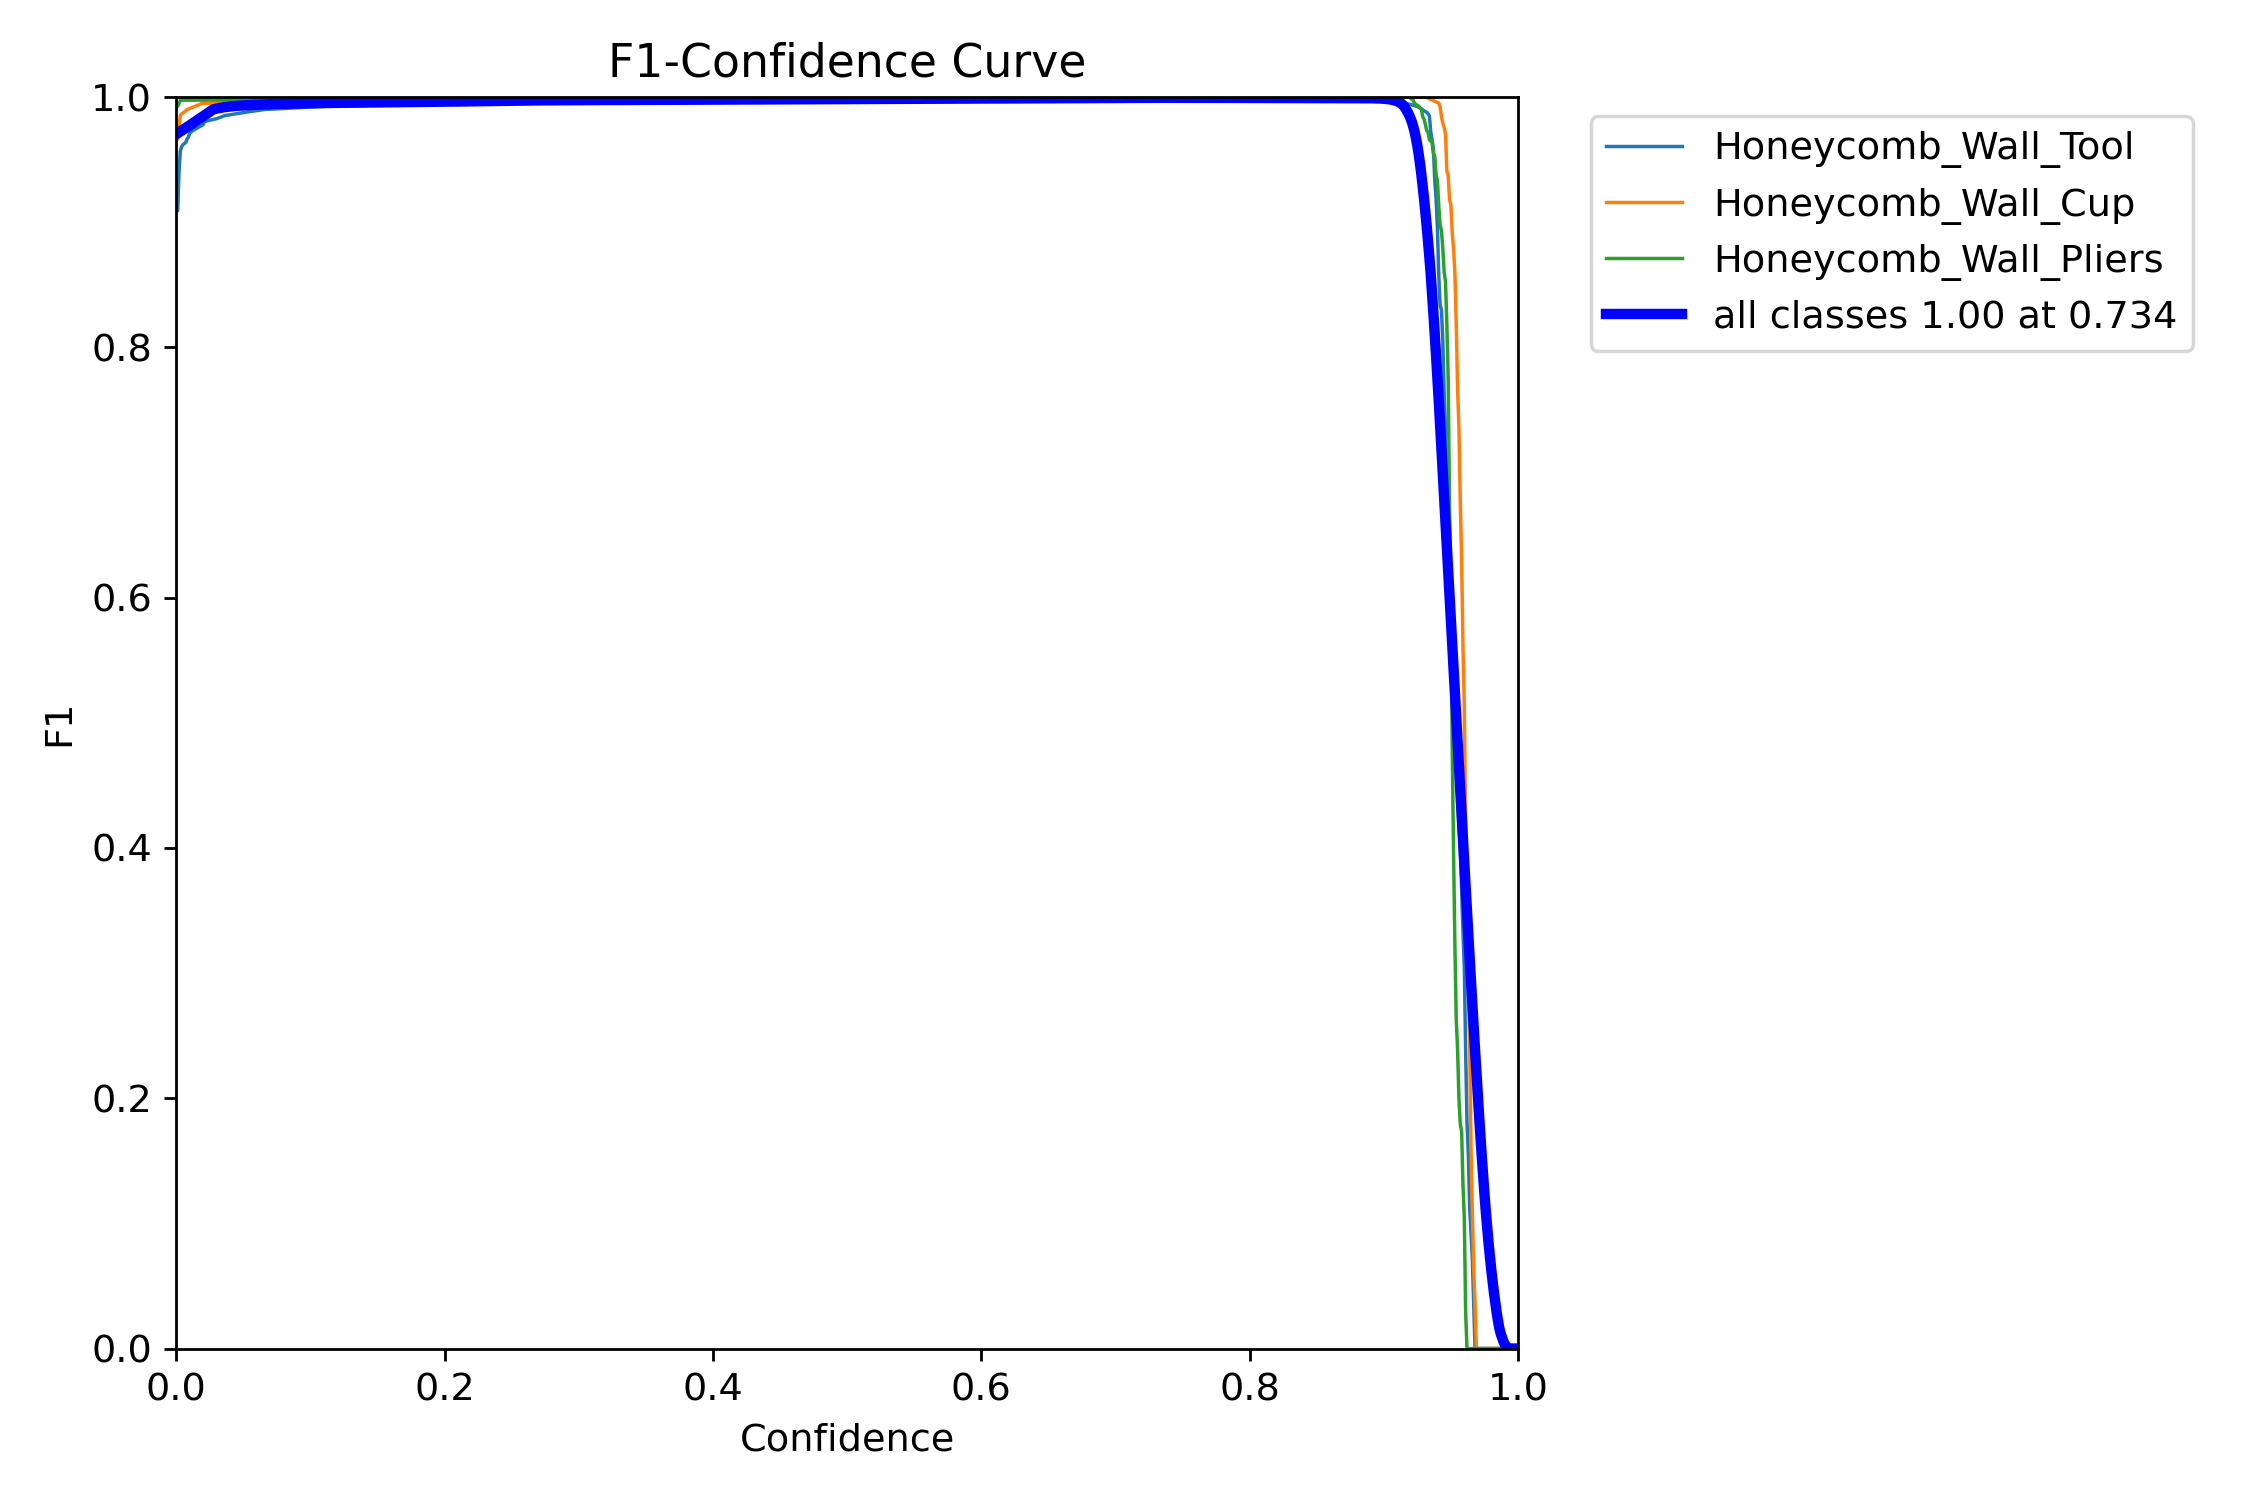 F1-Confidence Curve
1.0
0.8
0.6
0.4
0.2
0.0
F1
0.0 0.2 0.4 0.6 0.8 1.0
Confidence
Honeycomb_Wall_Tool
Honeycomb_Wall_Cup
Honeycomb_Wall_Pliers
all classes 1.00 at 0.734